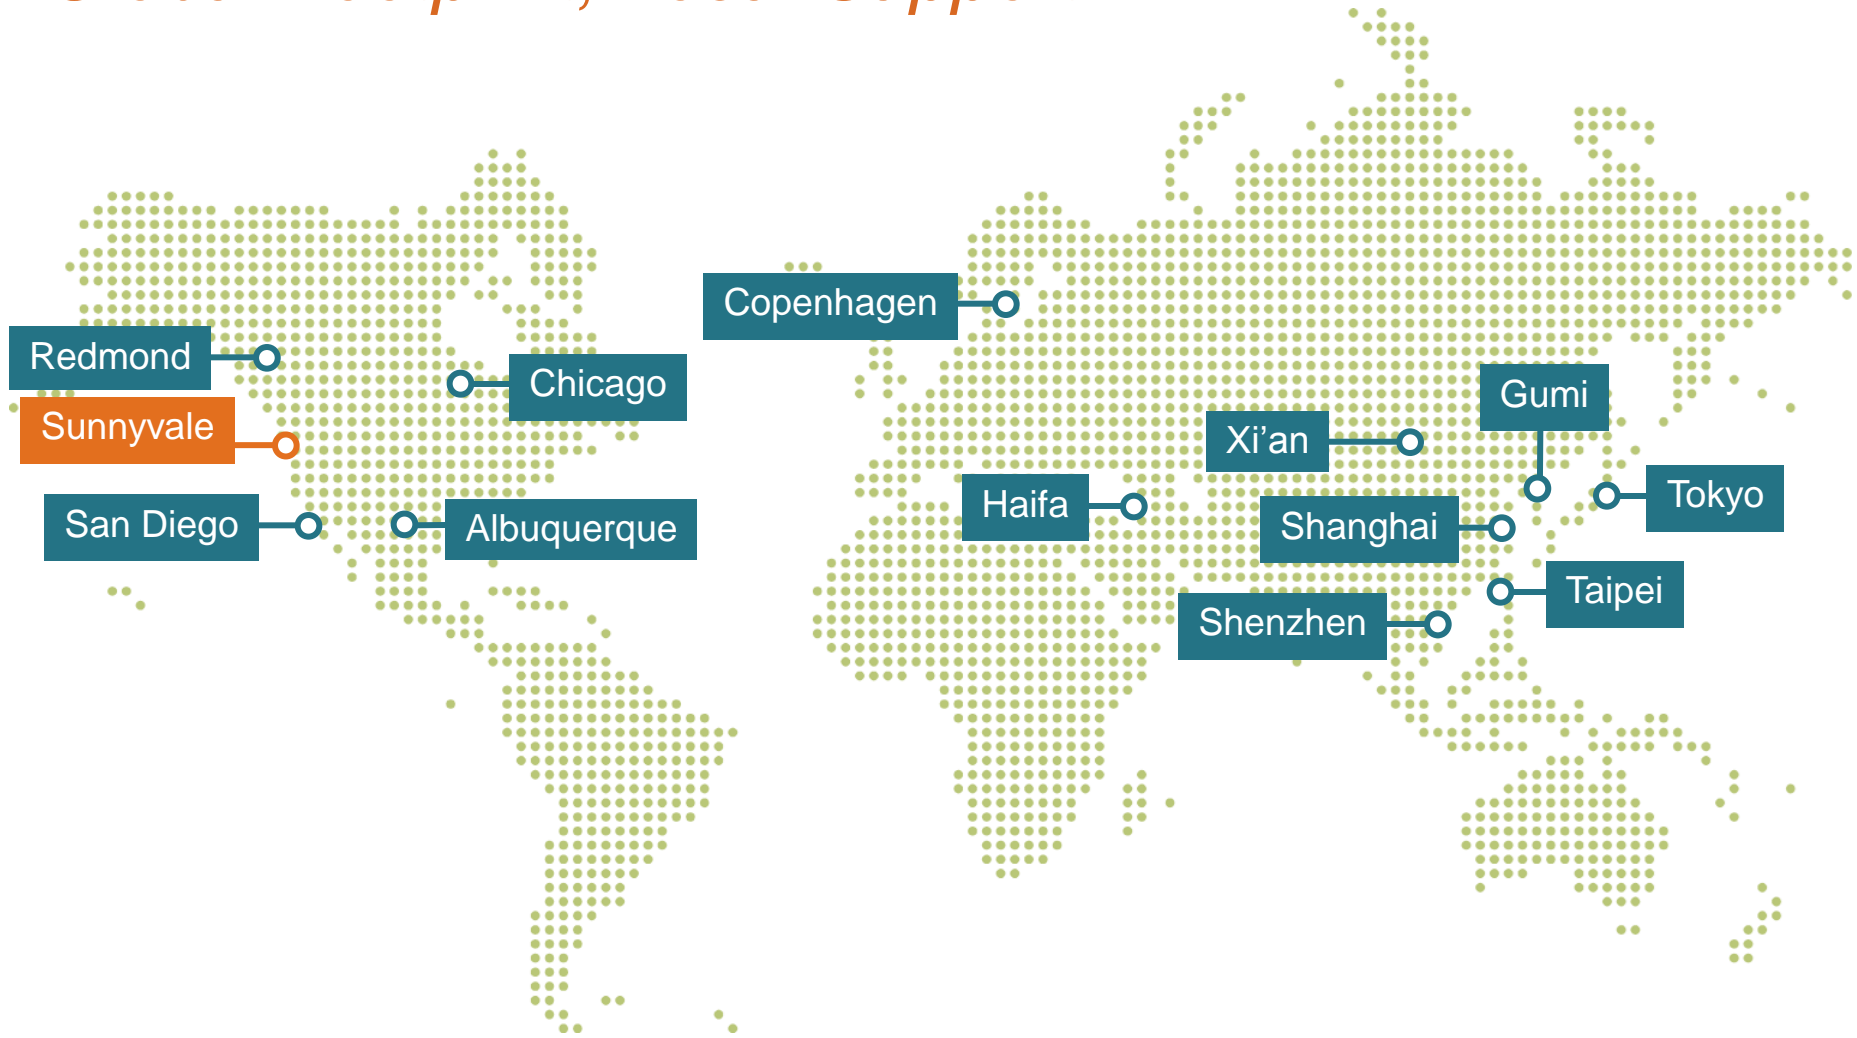 Copenhagen
Redmond
Chicago
Gumi
Sunnyvale
Xi’an
Haifa
Tokyo
San Diego
Albuquerque
Shanghai
Taipei
Shenzhen